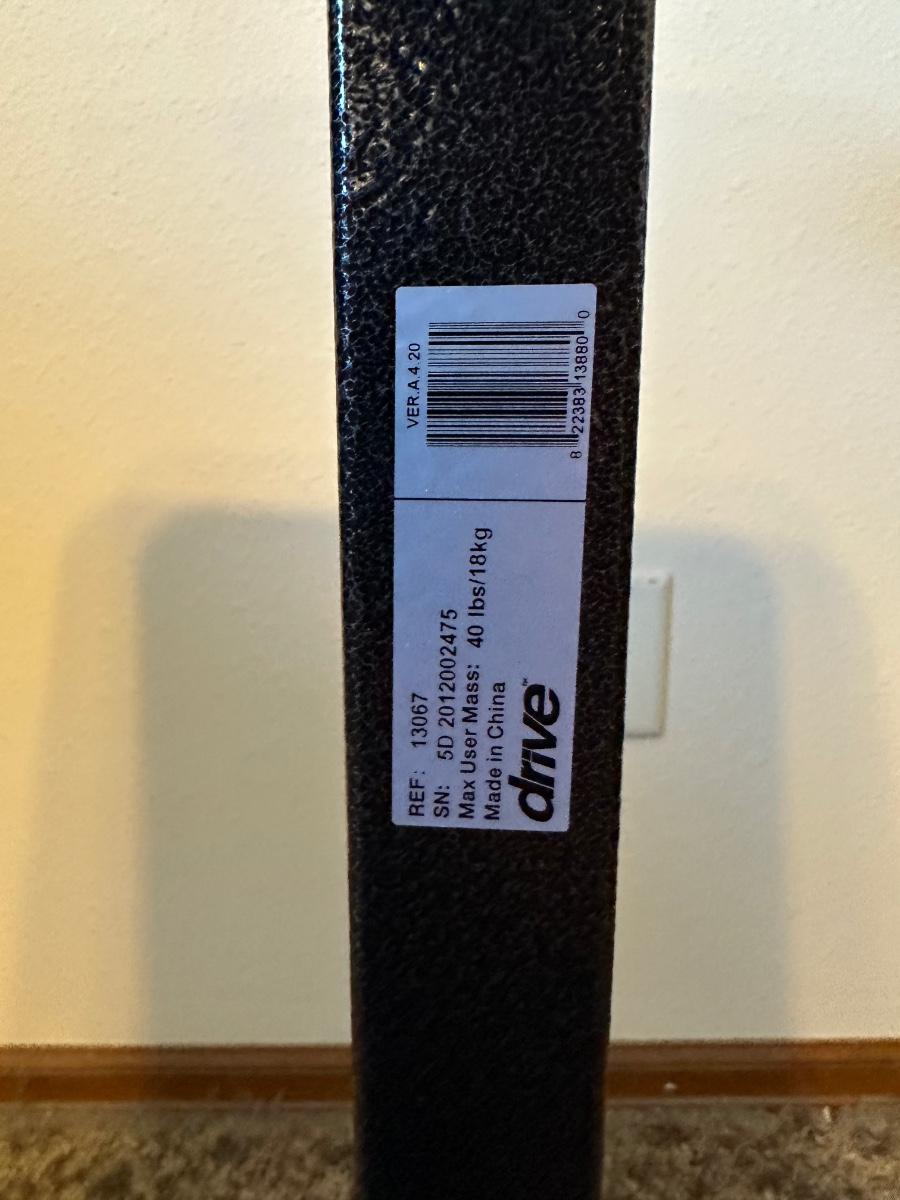 REF: 13067
SN: 5D 2012002475
Max User Mass: 40 lbs/18kg
Made in China
drive™
VER.A.4.20
8 22383 13880 0